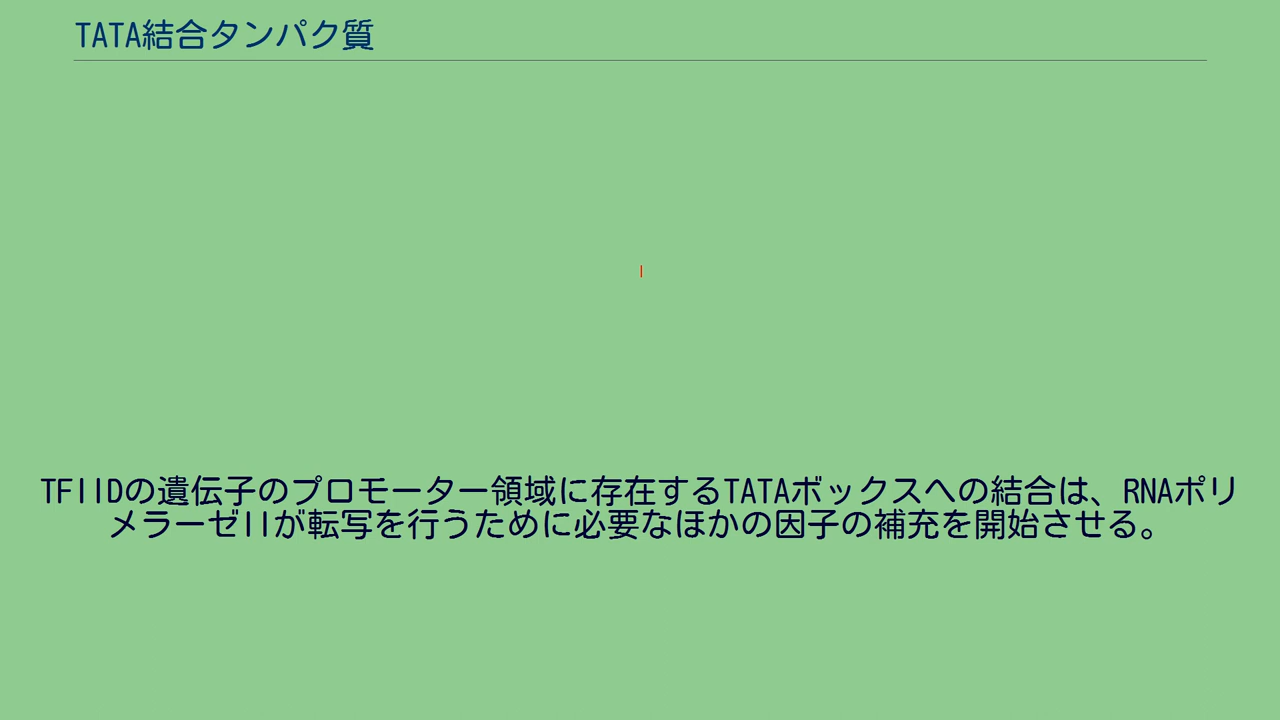 TATA結合タンパク質
TFIIDの遺伝子のプロモーター領域に存在するTATAボックスへの結合は、RNAポリ
メラーゼIIが転写を行うために必要なほかの因子の補充を開始させる。